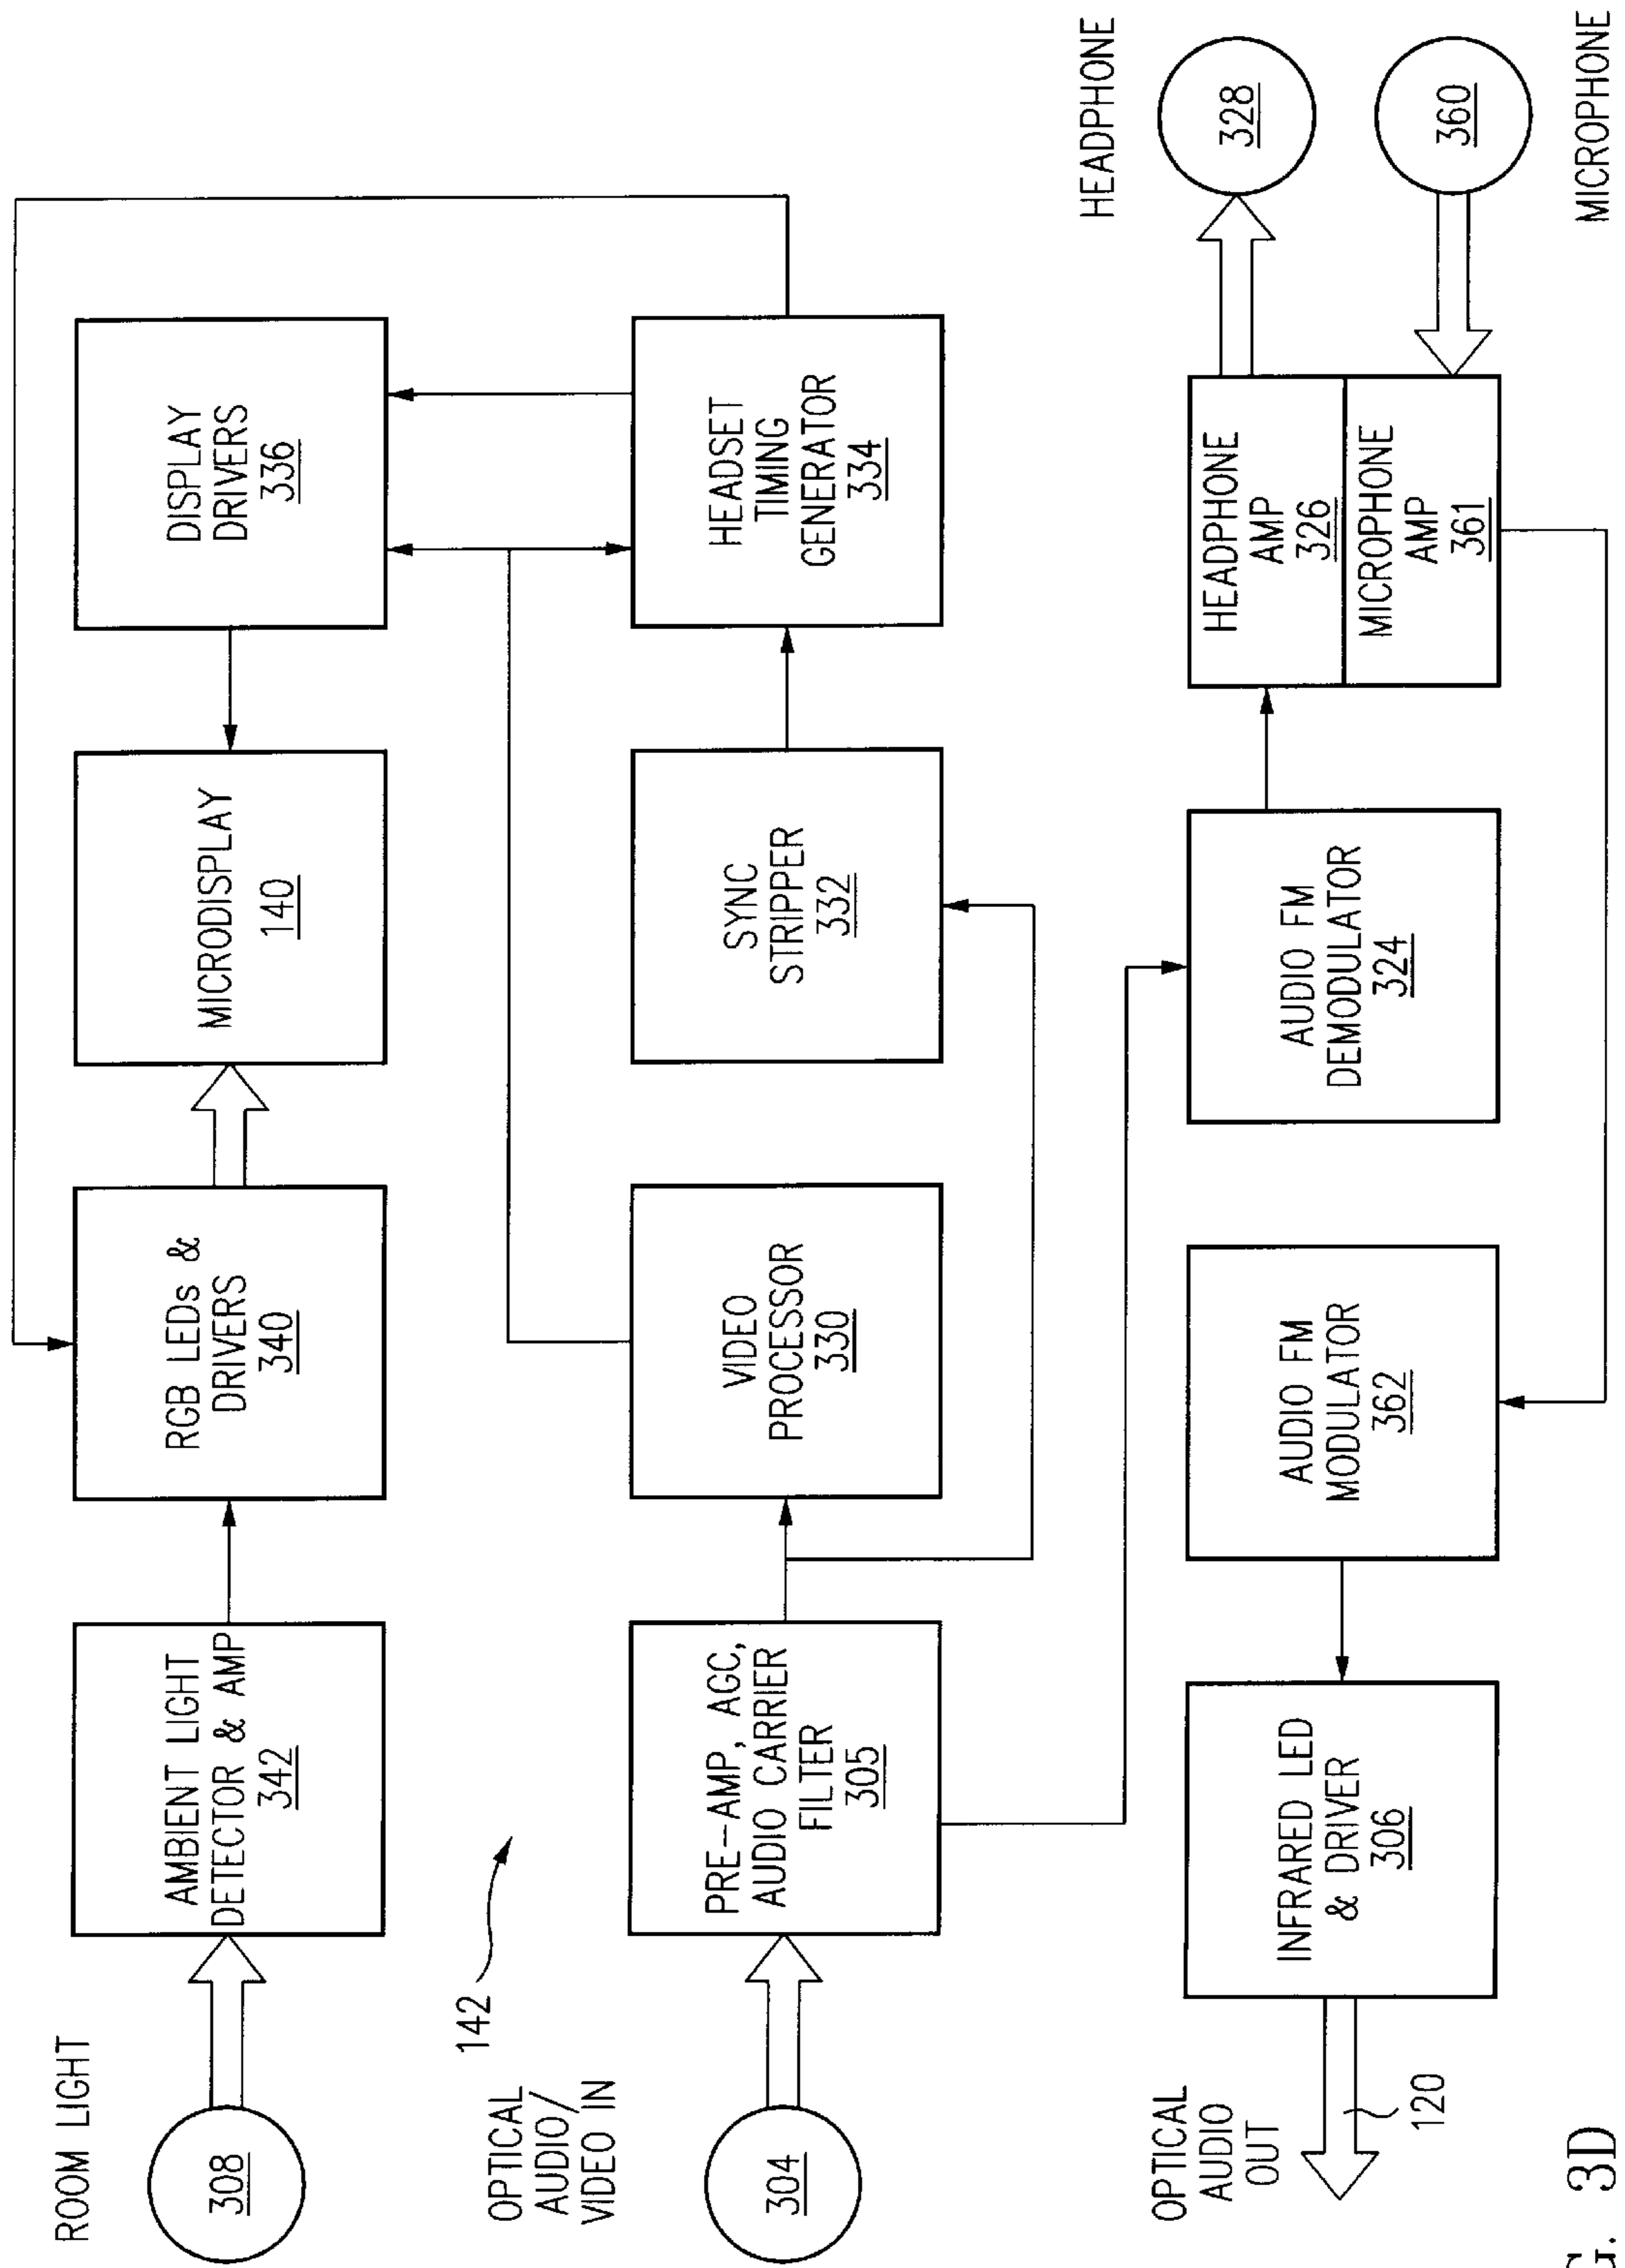 ROOM LIGHT
308
AMBIENT LIGHT
DETECTOR & AMP
342
RGB LEDs &
DRIVERS
340
MICRODISPLAY
140
DISPLAY
DRIVERS
336
142
OPTICAL
AUDIO/
VIDEO IN
304
PRE-AMP, AGC,
AUDIO CARRIER
FILTER
305
VIDEO
PROCESSOR
330
SYNC
STRIPPER
332
HEADSET
TIMING
GENERATOR
334
OPTICAL
AUDIO
OUT
120
INFRARED LED
& DRIVER
306
AUDIO FM
MODULATOR
362
AUDIO FM
DEMODULATOR
324
HEADPHONE
AMP
326
MICROPHONE
AMP
361
HEADPHONE
328
360
MICROPHONE
G. 3D